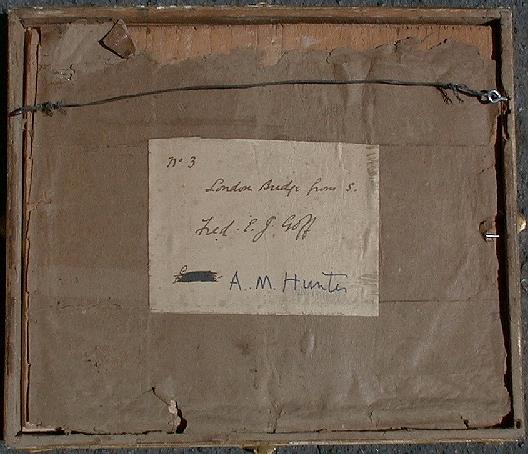 No 3
London Bridge from S.
Fred. E. J. Goff
A. M. Hunter